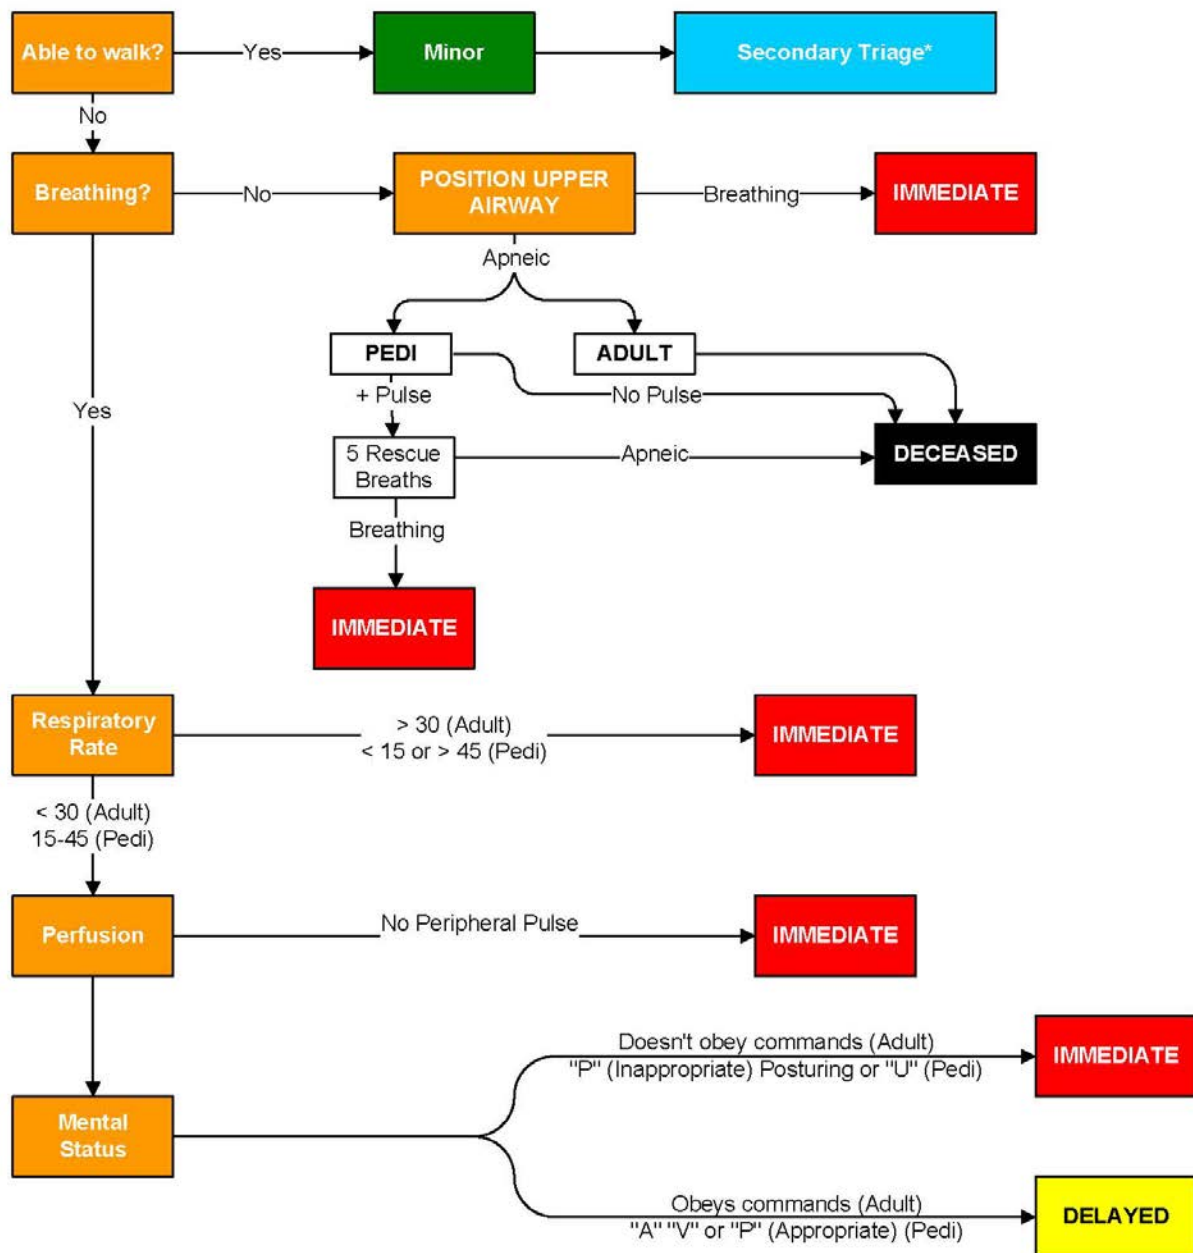 Able to walk?
Yes
Minor
Secondary Triage*
No
Breathing?
No
POSITION UPPER
AIRWAY
Breathing
IMMEDIATE
Apneic
PEDI
ADULT
+ Pulse
No Pulse
Yes
5 Rescue
Breaths
Apneic
DECEASED
Breathing
IMMEDIATE
Respiratory
Rate
> 30 (Adult)
< 15 or > 45 (Pedi)
IMMEDIATE
< 30 (Adult)
15-45 (Pedi)
Perfusion
No Peripheral Pulse
IMMEDIATE
Mental
Status
Doesn't obey commands (Adult)
"P" (Inappropriate) Posturing or "U" (Pedi)
IMMEDIATE
Obeys commands (Adult)
"A" "V" or "P" (Appropriate) (Pedi)
DELAYED